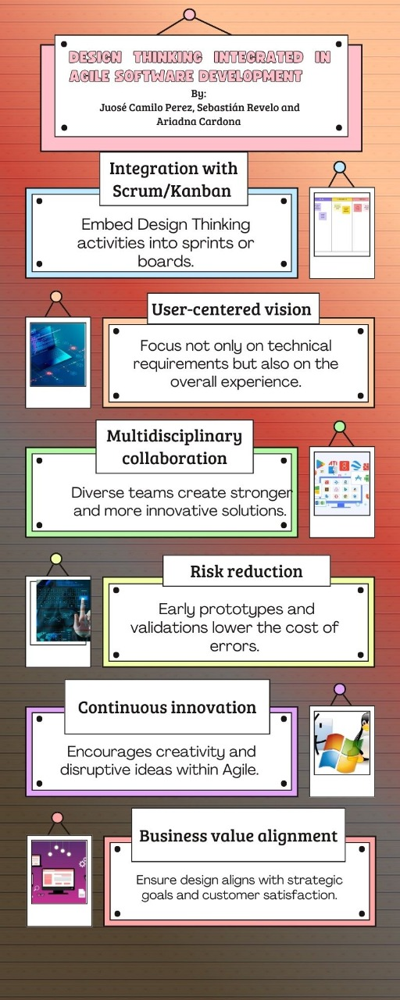 DESIGN THINKING INTEGRATED IN
AGILE SOFTWARE DEVELOPMENT
By:
Juosé Camilo Perez, Sebastián Revelo and
Ariadna Cardona
Integration with
Scrum/Kanban
Embed Design Thinking
activities into sprints or
boards.
User-centered vision
Focus not only on technical
requirements but also on the
overall experience.
Multidisciplinary
collaboration
Diverse teams create stronger
and more innovative solutions.
Risk reduction
Early prototypes and
validations lower the cost of
errors.
Continuous innovation
Encourages creativity and
disruptive ideas within Agile.
Business value alignment
Ensure design aligns with strategic
goals and customer satisfaction.